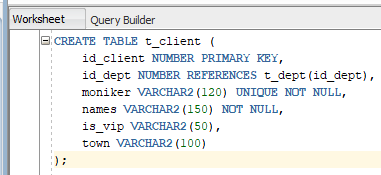 Worksheet Query Builder
CREATE TABLE t_client (
id_client NUMBER PRIMARY KEY,
id_dept NUMBER REFERENCES t_dept(id_dept),
moniker VARCHAR2(120) UNIQUE NOT NULL,
names VARCHAR2(150) NOT NULL,
is_vip VARCHAR2(50),
town VARCHAR2(100)
);